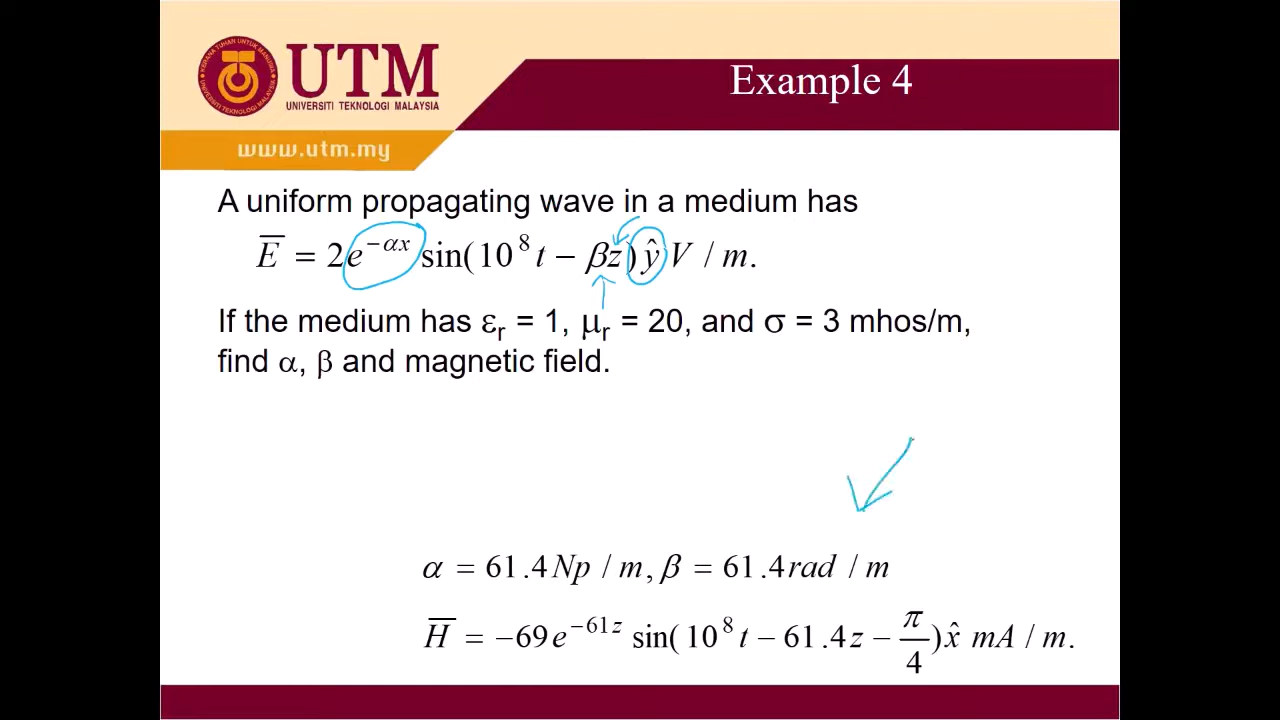 UTM
UNIVERSITI TEKNOLOGI MALAYSIA
Example 4
www.utm.my
A uniform propagating wave in a medium has
E̅ = 2e^{−αx} sin(10^8 t − βz) ŷ V / m.
If the medium has ε_r = 1, μ_r = 20, and σ = 3 mhos/m,
find α, β and magnetic field.
α = 61.4 Np / m, β = 61.4 rad / m
H̅ = −69 e^{−61z} sin(10^8 t − 61.4z − π/4) x̂ mA / m.